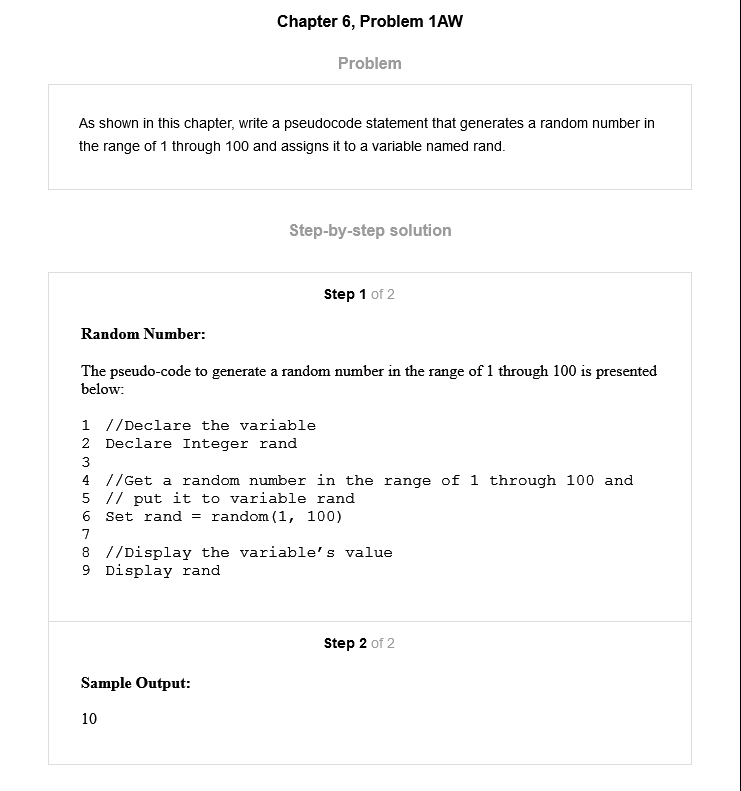 Chapter 6, Problem 1AW
Problem
As shown in this chapter, write a pseudocode statement that generates a random number in
the range of 1 through 100 and assigns it to a variable named rand.
Step-by-step solution
Step 1 of 2
Random Number:
The pseudo-code to generate a random number in the range of 1 through 100 is presented
below:
1 //Declare the variable
2 Declare Integer rand
3
4 //Get a random number in the range of 1 through 100 and
5 // put it to variable rand
6 Set rand = random(1, 100)
7
8 //Display the variable’s value
9 Display rand
Step 2 of 2
Sample Output:
10